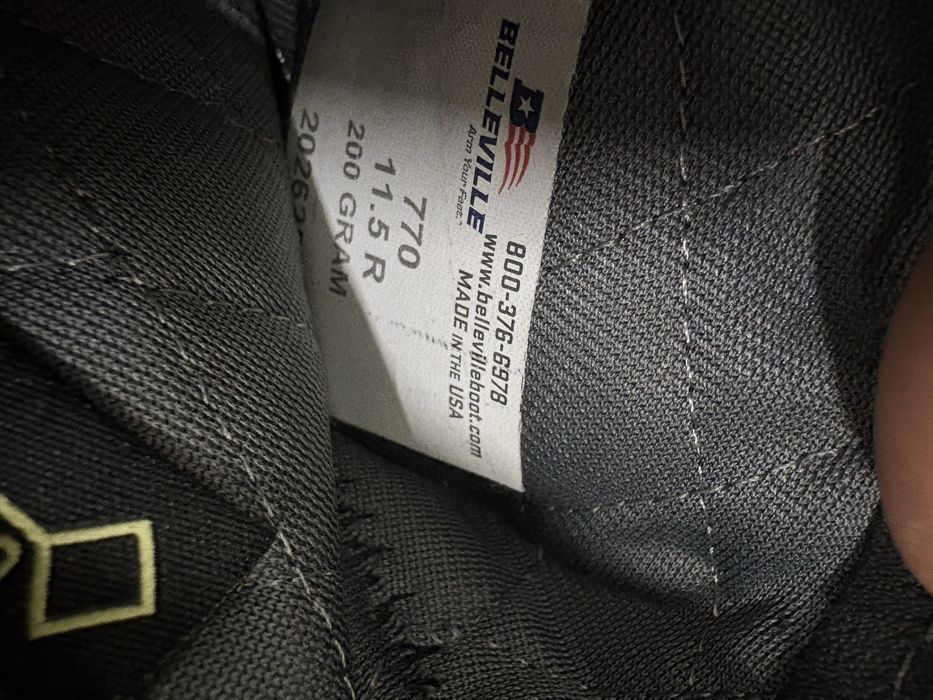 BELLEVILLE
Arm Your Feet.™
800-376-6978
www.bellevilleboot.com
MADE IN THE USA
770
11.5 R
200 GRAM